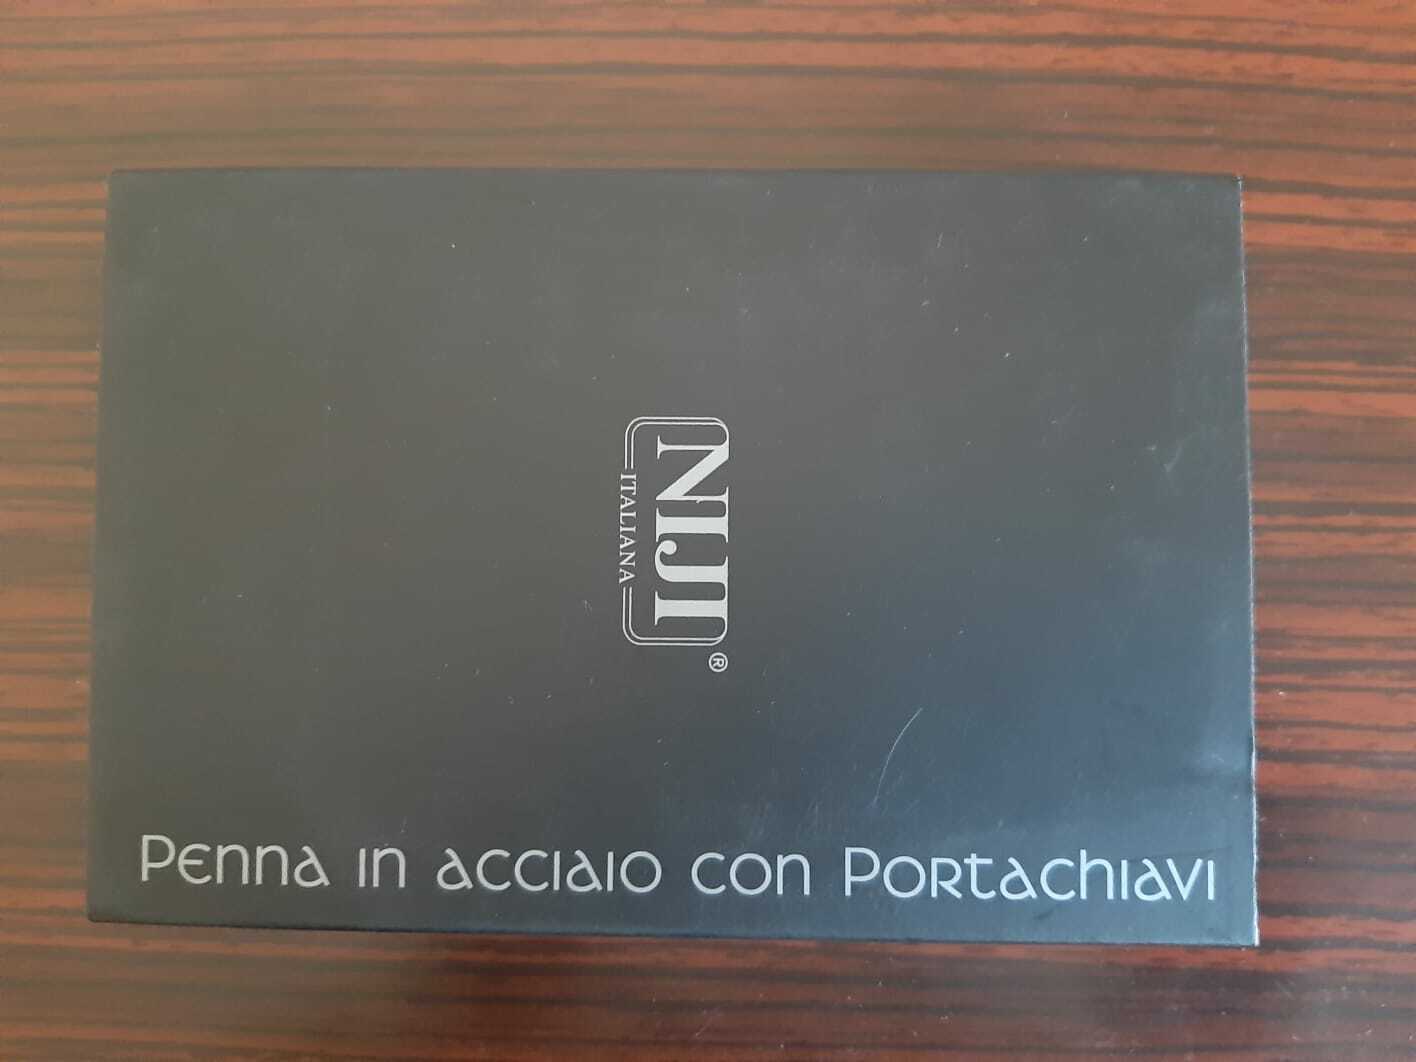 NIJI®
ITALIANA
Penna in acciaio con Portachiavi